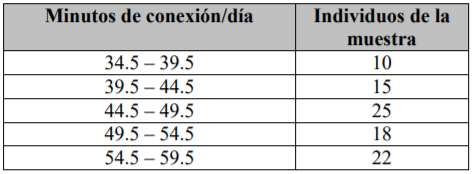 Minutos de conexión/día Individuos de la
muestra
34.5 – 39.5 10
39.5 – 44.5 15
44.5 – 49.5 25
49.5 – 54.5 18
54.5 – 59.5 22